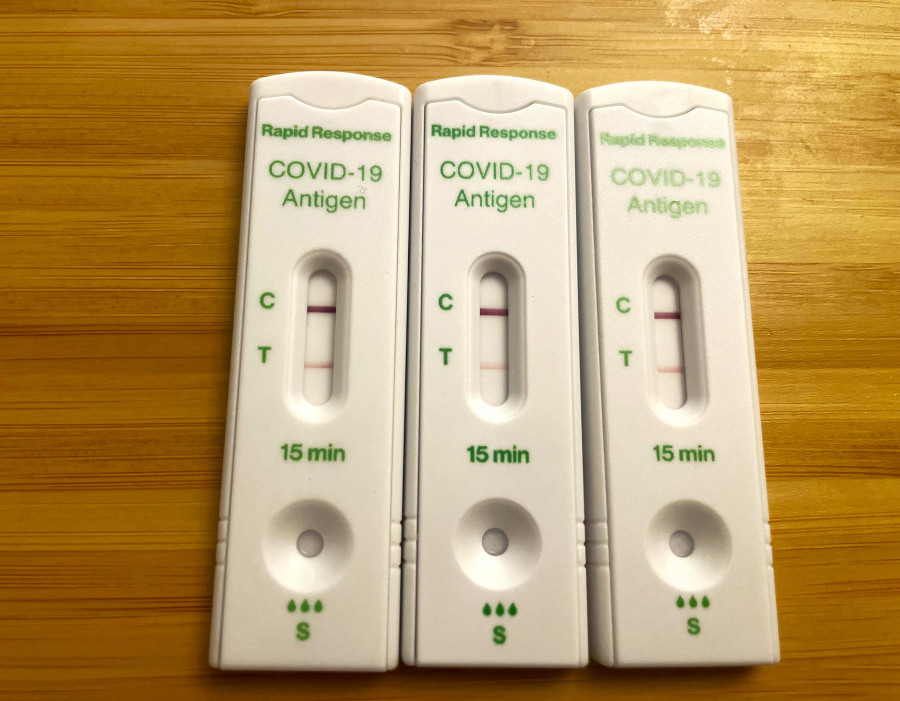 Rapid Response
COVID-19
Antigen
C
T
15 min
S
Rapid Response
COVID-19
Antigen
C
T
15 min
S
Rapid Response
COVID-19
Antigen
C
T
15 min
S